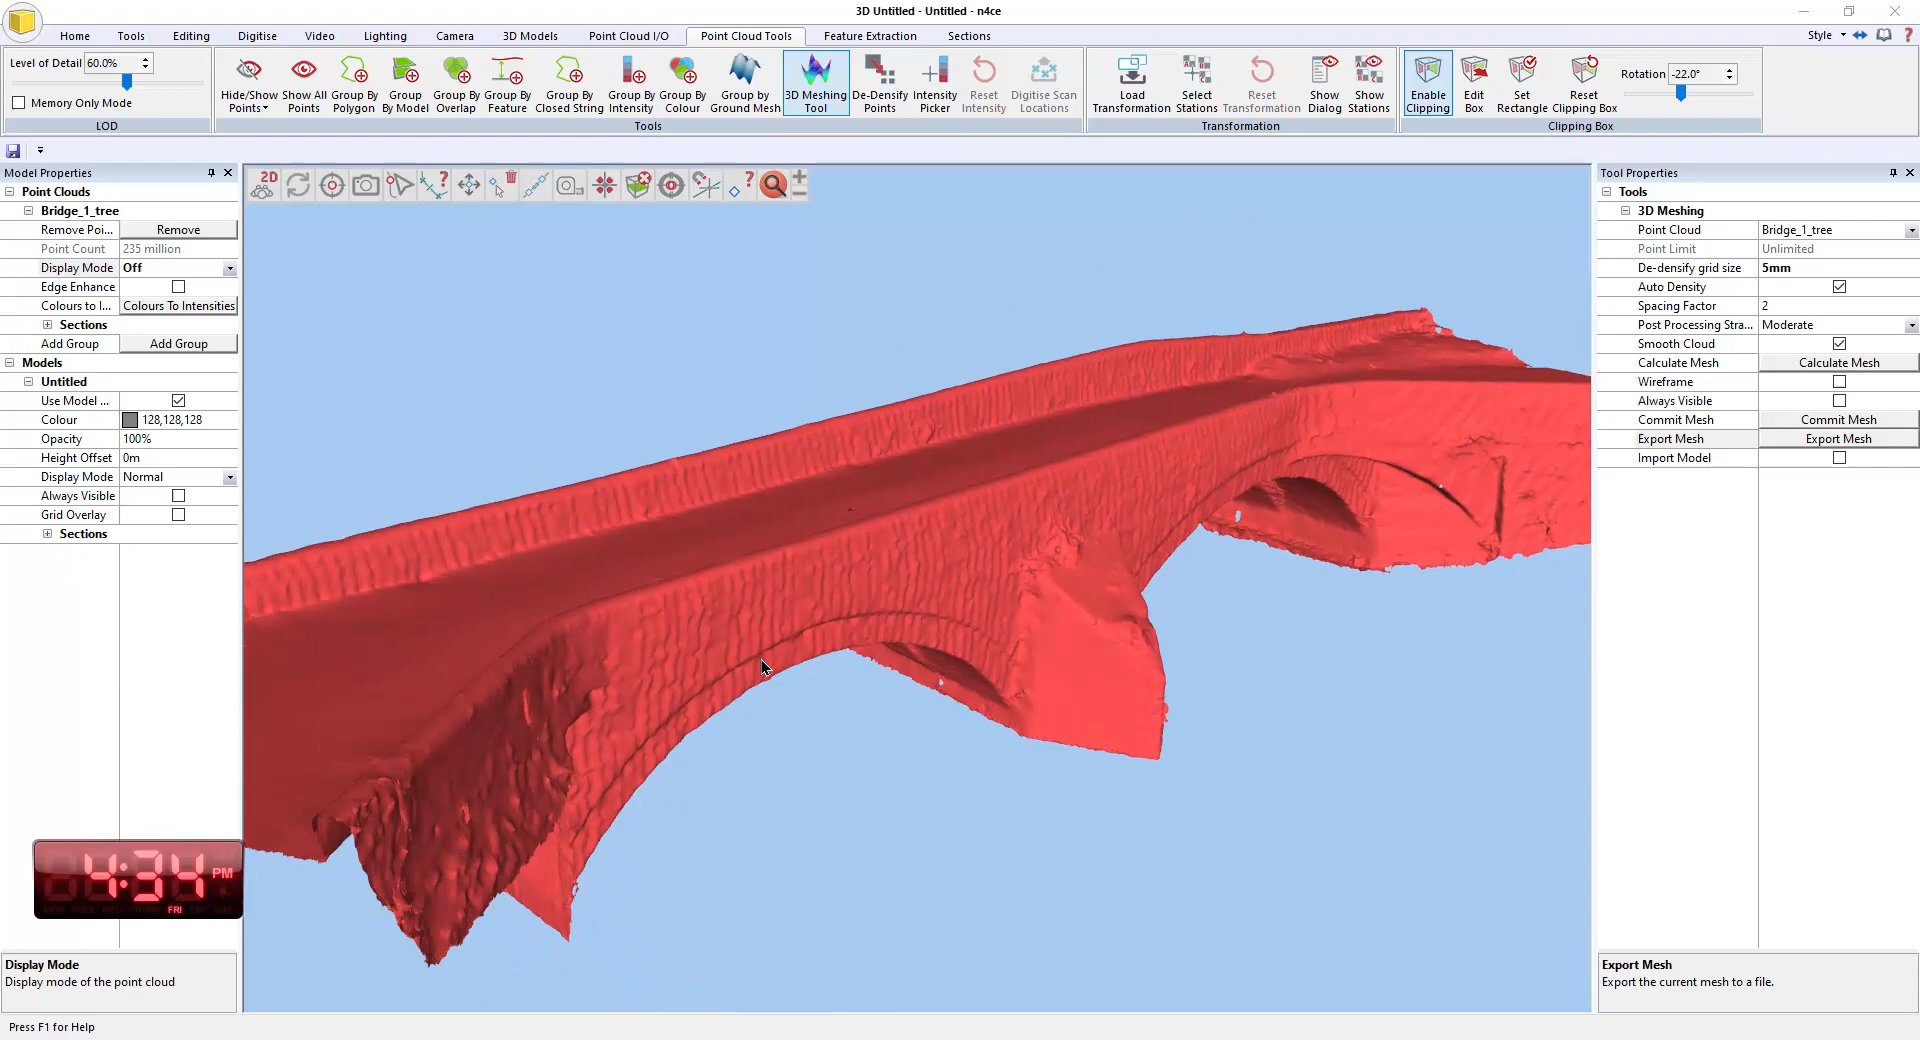 3D Untitled - Untitled - n4ce
Home Tools Editing Digitise Video Lighting Camera 3D Models Point Cloud I/O Point Cloud Tools Feature Extraction Sections Style
Level of Detail 60.0%
Memory Only Mode
LOD
Hide/Show Points
Show All Points
Group By Polygon
Group By Model
Group By Overlap
Group By Feature
Group By Closed String
Group By Intensity
Group By Colour
Group by Ground Mesh
3D Meshing Tool
De-Densify Points
Intensity Picker
Reset Intensity
Digitise Scan Locations
Tools
Load Transformation
Select Stations
Reset Transformation
Show Dialog
Show Stations
Transformation
Enable Clipping
Edit Box
Set Rectangle
Reset Clipping Box
Rotation -22.0°
Clipping Box
Model Properties
Point Clouds
Bridge_1_tree
Remove Poi... Remove
Point Count 235 million
Display Mode Off
Edge Enhance
Colours to I... Colours To Intensities
Sections
Add Group Add Group
Models
Untitled
Use Model ...
Colour 128,128,128
Opacity 100%
Height Offset 0m
Display Mode Normal
Always Visible
Grid Overlay
Sections
2D
4:34 PM
FRI
Display Mode
Display mode of the point cloud
Tool Properties
Tools
3D Meshing
Point Cloud Bridge_1_tree
Point Limit Unlimited
De-densify grid size 5mm
Auto Density
Spacing Factor 2
Post Processing Stra... Moderate
Smooth Cloud
Calculate Mesh Calculate Mesh
Wireframe
Always Visible
Commit Mesh Commit Mesh
Export Mesh Export Mesh
Import Model
Export Mesh
Export the current mesh to a file.
Press F1 for Help